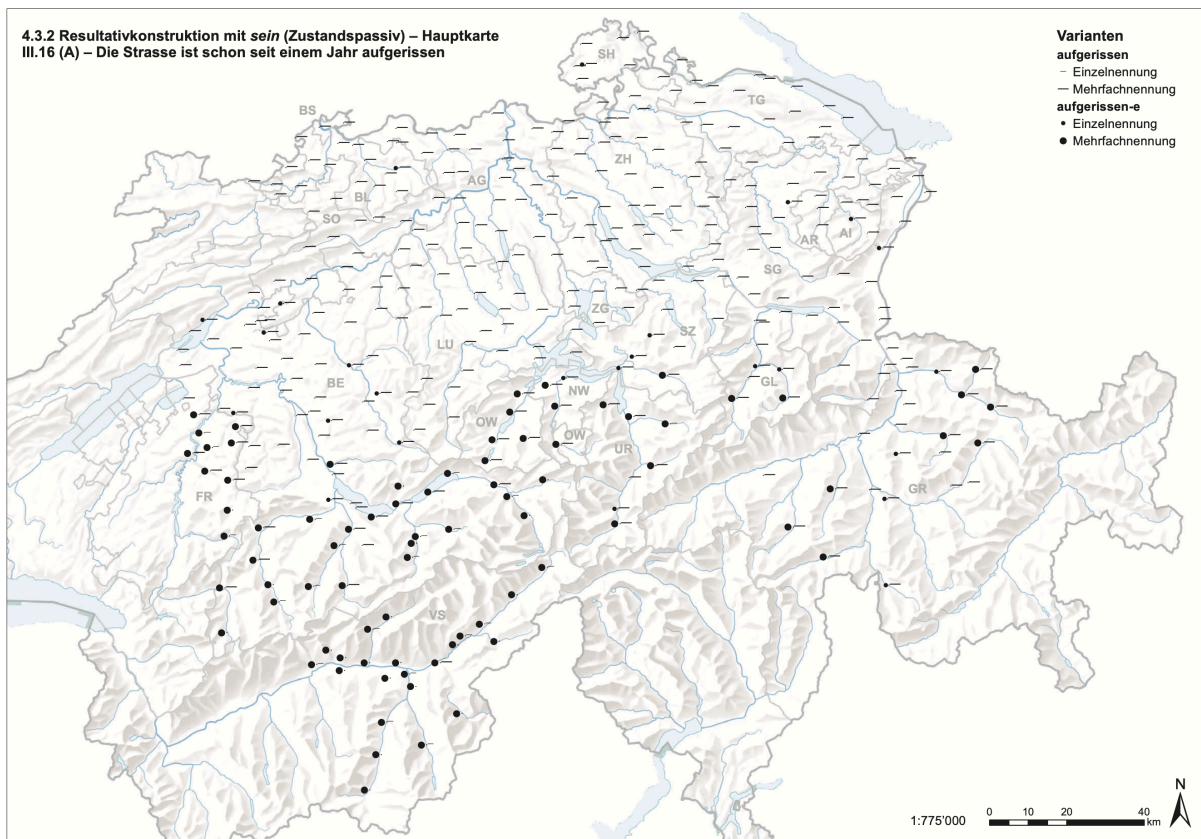 4.3.2 Resultativkonstruktion mit sein (Zustandspassiv) – Hauptkarte
III.16 (A) – Die Strasse ist schon seit einem Jahr aufgerissen
Varianten
aufgerissen
Einzelnennung
Mehrfachnennung
aufgerissen-e
Einzelnennung
Mehrfachnennung
SH
BS
TG
ZH
AG
BL
SO
AR
AI
SG
ZG
LU
SZ
BE
NW
GL
OW
OW
UR
FR
GR
VS
N
1:775'000
0 10 20 40
km